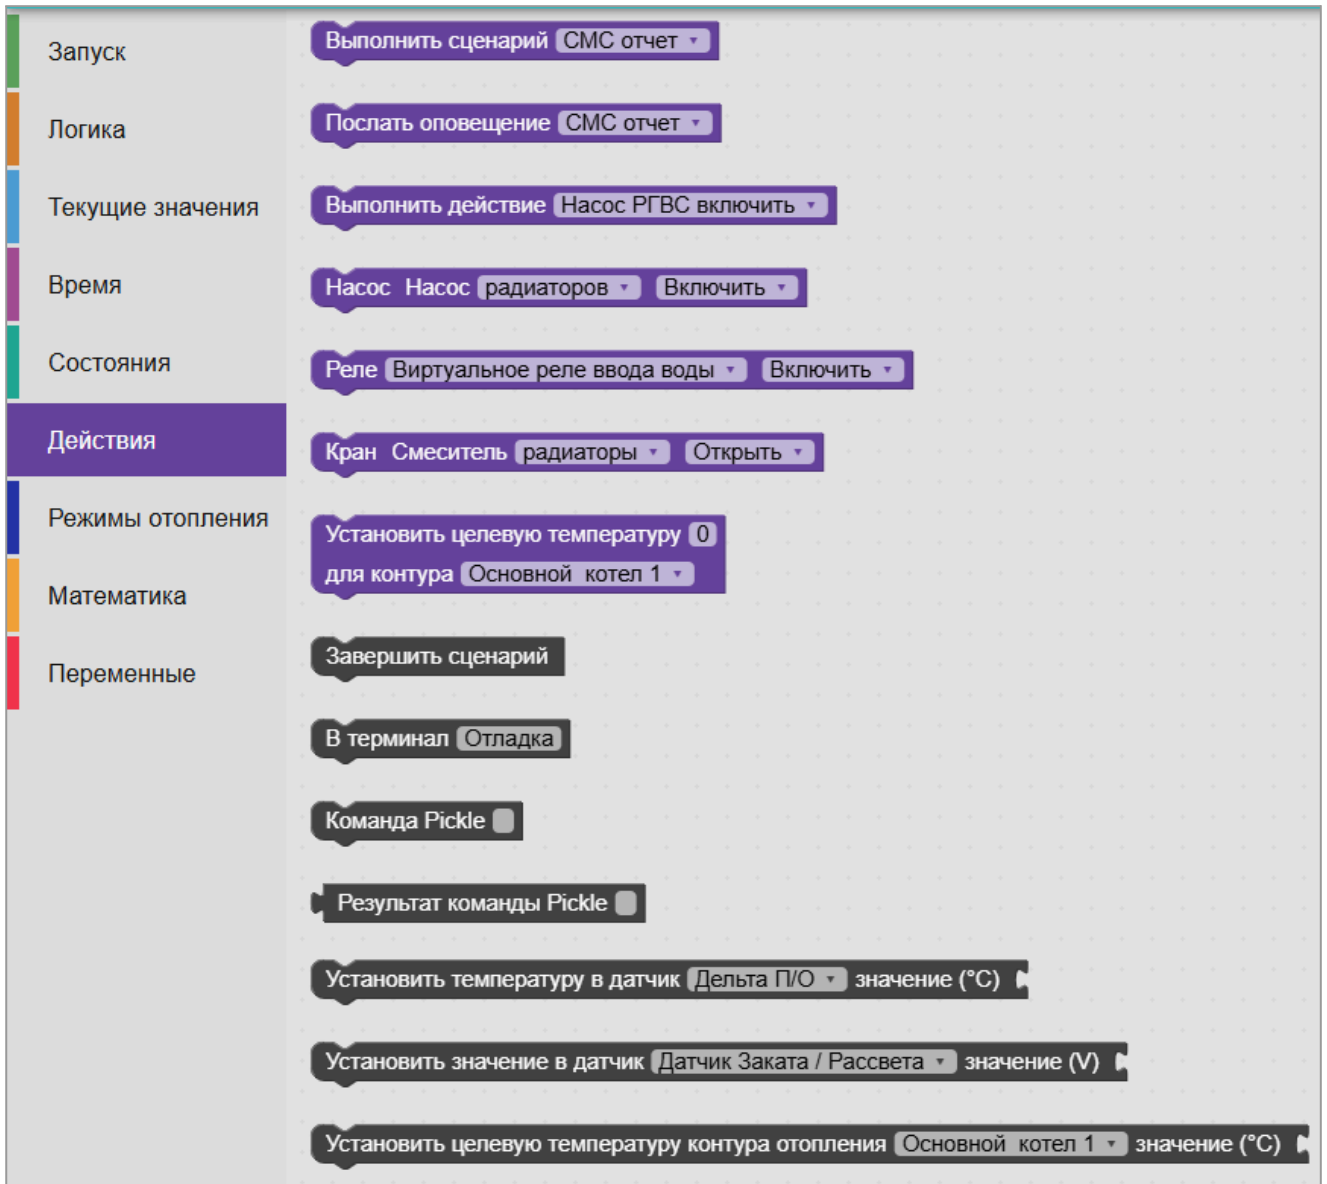 Запуск
Логика
Текущие значения
Время
Состояния
Действия
Режимы отопления
Математика
Переменные
Выполнить сценарий СМС отчет
Послать оповещение СМС отчет
Выполнить действие Насос РГВС включить
Насос Насос радиаторов Включить
Реле Виртуальное реле ввода воды Включить
Кран Смеситель радиаторы Открыть
Установить целевую температуру 0
для контура Основной котел 1
Завершить сценарий
В терминал Отладка
Команда Pickle
Результат команды Pickle
Установить температуру в датчик Дельта П/О значение (°C)
Установить значение в датчик Датчик Заката / Рассвета значение (V)
Установить целевую температуру контура отопления Основной котел 1 значение (°C)